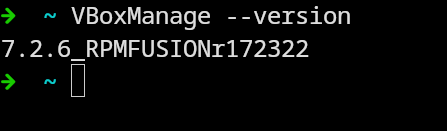 ➜ ~ VBoxManage --version
7.2.6_RPMFUSIONr172322
➜ ~